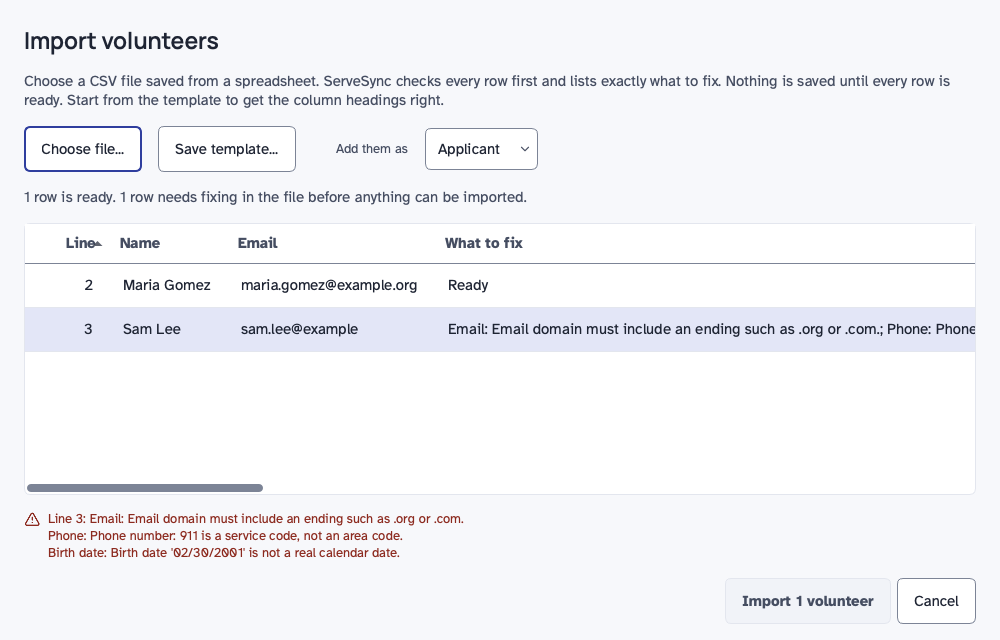 Import volunteers
Choose a CSV file saved from a spreadsheet. ServeSync checks every row first and lists exactly what to fix. Nothing is saved until every row is
ready. Start from the template to get the column headings right.
Choose file... Save template... Add them as Applicant
1 row is ready. 1 row needs fixing in the file before anything can be imported.
Line Name Email What to fix
2 Maria Gomez maria.gomez@example.org Ready
3 Sam Lee sam.lee@example Email: Email domain must include an ending such as .org or .com.; Phone: Phone
Line 3: Email: Email domain must include an ending such as .org or .com.
Phone: Phone number: 911 is a service code, not an area code.
Birth date: Birth date '02/30/2001' is not a real calendar date.
Import 1 volunteer Cancel